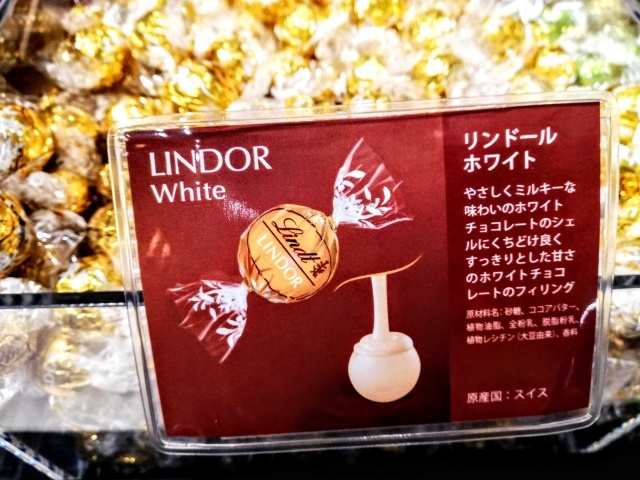 LINDOR
White
Lindt
LINDOR
リンドール
ホワイト
やさしくミルキーな
味わいのホワイト
チョコレートのシェ
ルにくちどけ良く
すっきりとした甘さ
のホワイトチョコ
レートのフィリング
原材料名：砂糖、ココアバター、
植物油脂、全粉乳、脱脂粉乳、
植物レシチン（大豆由来）、香料
原産国：スイス